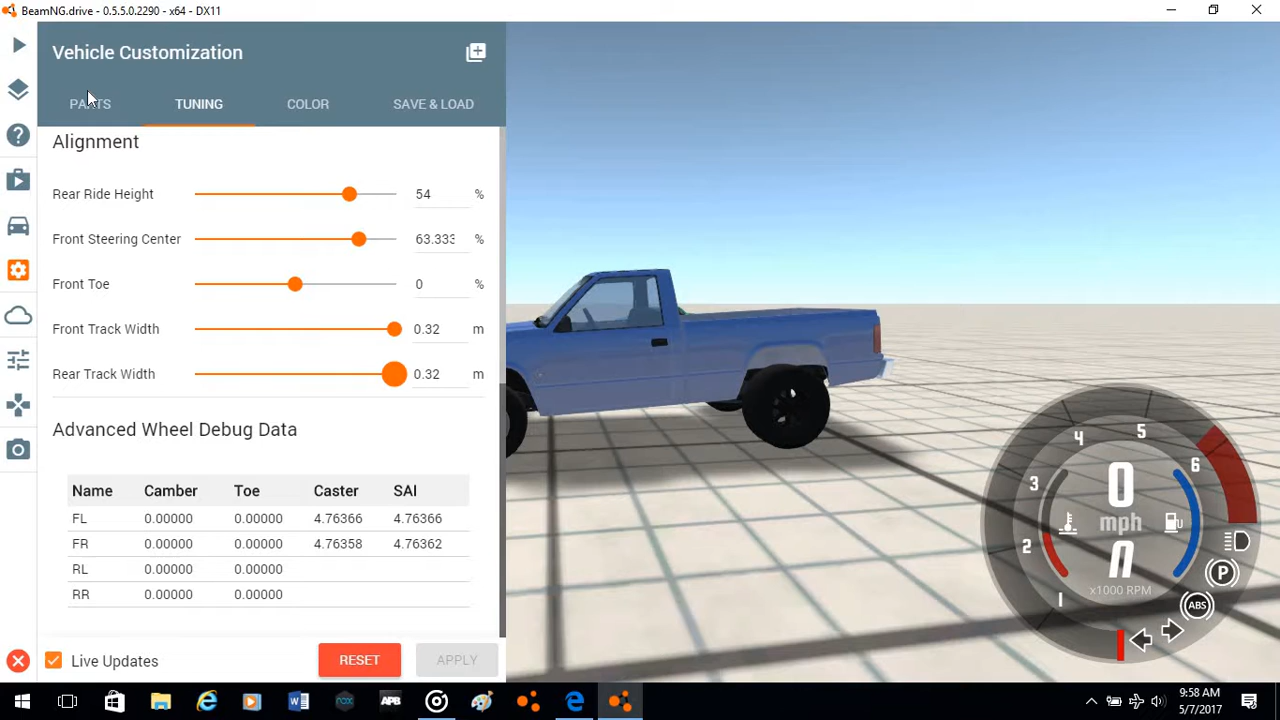 BeamNG.drive - 0.5.5.0.2290 - x64 - DX11
Vehicle Customization
PARTS TUNING COLOR SAVE & LOAD
Alignment
Rear Ride Height 54 %
Front Steering Center 63.333 %
Front Toe 0 %
Front Track Width 0.32 m
Rear Track Width 0.32 m
Advanced Wheel Debug Data
Name Camber Toe Caster SAI
FL 0.00000 0.00000 4.76366 4.76366
FR 0.00000 0.00000 4.76358 4.76362
RL 0.00000 0.00000
RR 0.00000 0.00000
Live Updates RESET APPLY
1 2 3 4 5 6
0
mph
n
x1000 RPM
P
ABS
W nox APB
9:58 AM
5/7/2017